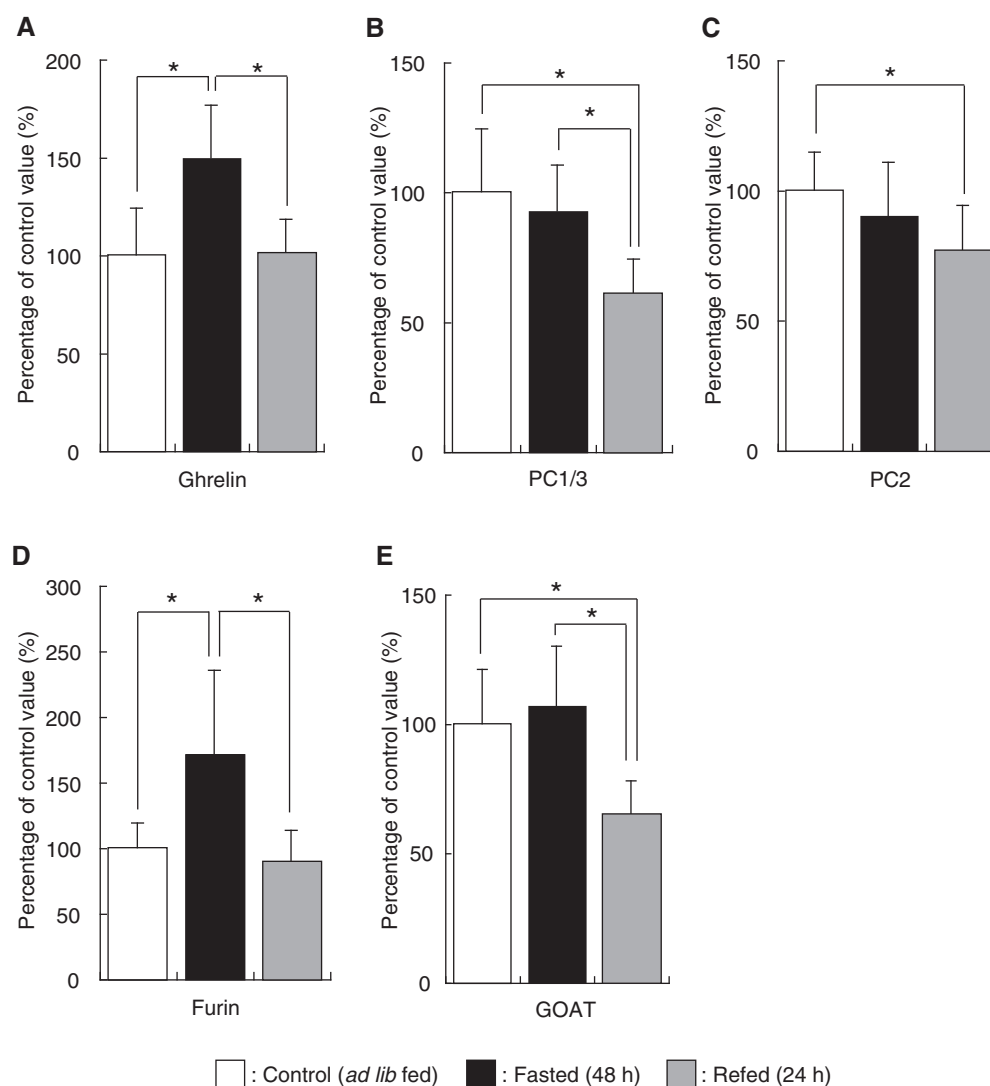 A
Percentage of control value (%)
200
150
100
50
0
*
*
Ghrelin
B
Percentage of control value (%)
150
100
50
0
*
*
PC1/3
C
Percentage of control value (%)
150
100
50
0
*
PC2
D
Percentage of control value (%)
300
250
200
150
100
50
0
*
*
Furin
E
Percentage of control value (%)
150
100
50
0
*
*
GOAT
: Control (ad lib fed) : Fasted (48 h) : Refed (24 h)